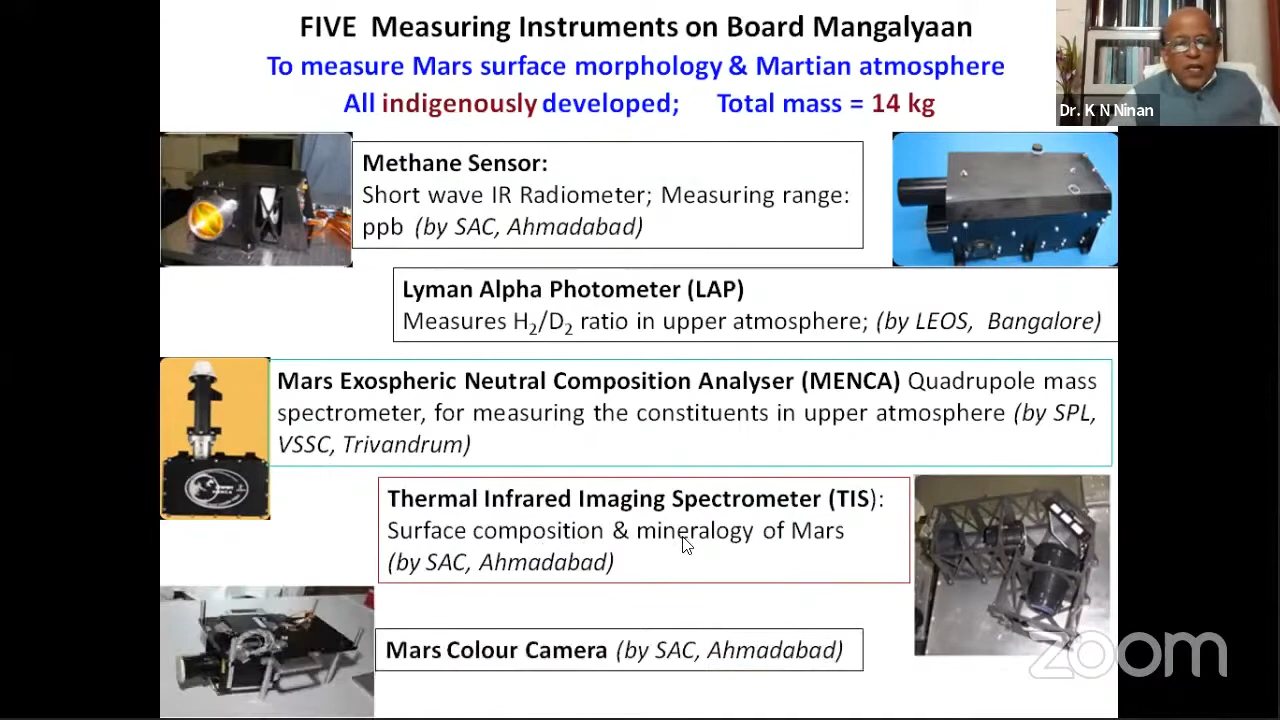 FIVE Measuring Instruments on Board Mangalyaan
To measure Mars surface morphology & Martian atmosphere
All indigenously developed; Total mass = 14 kg
Dr. K N Ninan
Methane Sensor:
Short wave IR Radiometer; Measuring range:
ppb (by SAC, Ahmadabad)
Lyman Alpha Photometer (LAP)
Measures H₂/D₂ ratio in upper atmosphere; (by LEOS, Bangalore)
Mars Exospheric Neutral Composition Analyser (MENCA) Quadrupole mass
spectrometer, for measuring the constituents in upper atmosphere (by SPL,
VSSC, Trivandrum)
Thermal Infrared Imaging Spectrometer (TIS):
Surface composition & mineralogy of Mars
(by SAC, Ahmadabad)
Mars Colour Camera (by SAC, Ahmadabad)
zoom